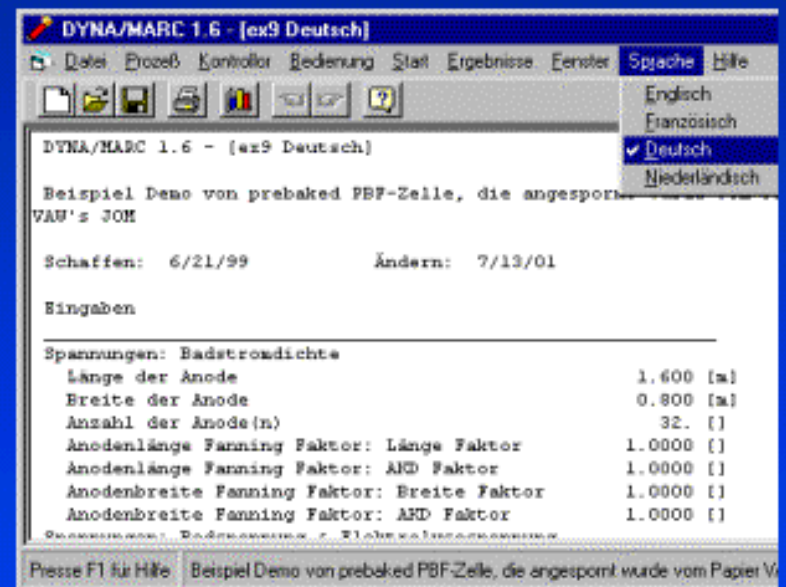 DYNA/MARC 1.6 - [ex9 Deutsch]
Datei Prozeß Kontrollor Bedienung Start Ergebnisse Fenster Sprache Hilfe
Englisch
Französisch
Deutsch
Niederländisch
DYNA/MARC 1.6 - [ex9 Deutsch]
Beispiel Demo von prebaked PBF-Zelle, die angespornt
VAW's JOM
Schaffen: 6/21/99 Ändern: 7/13/01
Eingaben
Spannungen: Badstromdichte
Länge der Anode 1.600 [m]
Breite der Anode 0.800 [m]
Anzahl der Anode(n) 32. []
Anodenlänge Fanning Faktor: Länge Faktor 1.0000 []
Anodenlänge Fanning Faktor: AKD Faktor 1.0000 []
Anodenbreite Fanning Faktor: Breite Faktor 1.0000 []
Anodenbreite Fanning Faktor: AKD Faktor 1.0000 []
Presse F1 für Hilfe Beispiel Demo von prebaked PBF-Zelle, die angespornt wurde vom Papier